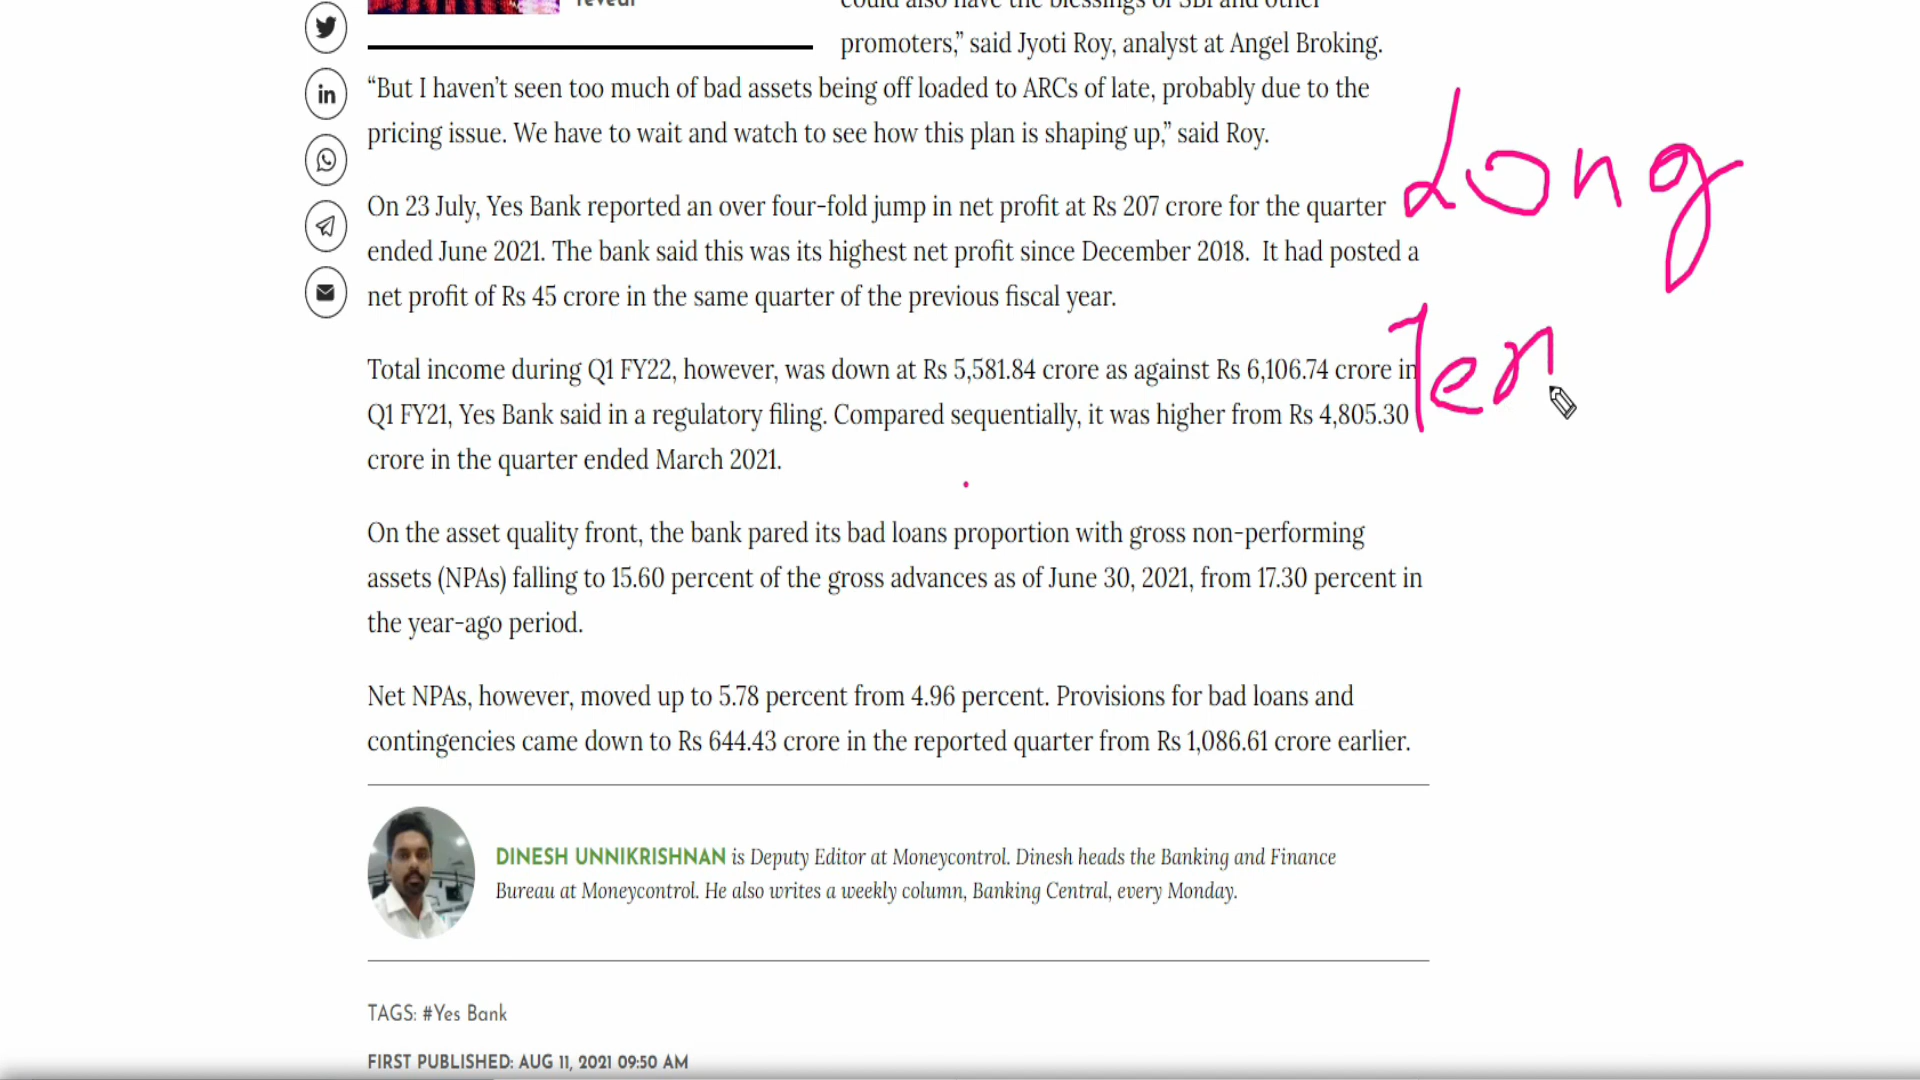 reveal
could also have the blessings of SBI and other
promoters,” said Jyoti Roy, analyst at Angel Broking.
“But I haven’t seen too much of bad assets being off loaded to ARCs of late, probably due to the
pricing issue. We have to wait and watch to see how this plan is shaping up,” said Roy.
Long
On 23 July, Yes Bank reported an over four-fold jump in net profit at Rs 207 crore for the quarter
ended June 2021. The bank said this was its highest net profit since December 2018. It had posted a
net profit of Rs 45 crore in the same quarter of the previous fiscal year.
Ter
Total income during Q1 FY22, however, was down at Rs 5,581.84 crore as against Rs 6,106.74 crore in
Q1 FY21, Yes Bank said in a regulatory filing. Compared sequentially, it was higher from Rs 4,805.30
crore in the quarter ended March 2021.
On the asset quality front, the bank pared its bad loans proportion with gross non-performing
assets (NPAs) falling to 15.60 percent of the gross advances as of June 30, 2021, from 17.30 percent in
the year-ago period.
Net NPAs, however, moved up to 5.78 percent from 4.96 percent. Provisions for bad loans and
contingencies came down to Rs 644.43 crore in the reported quarter from Rs 1,086.61 crore earlier.
DINESH UNNIKRISHNAN is Deputy Editor at Moneycontrol. Dinesh heads the Banking and Finance
Bureau at Moneycontrol. He also writes a weekly column, Banking Central, every Monday.
TAGS: #Yes Bank
FIRST PUBLISHED: AUG 11, 2021 09:50 AM